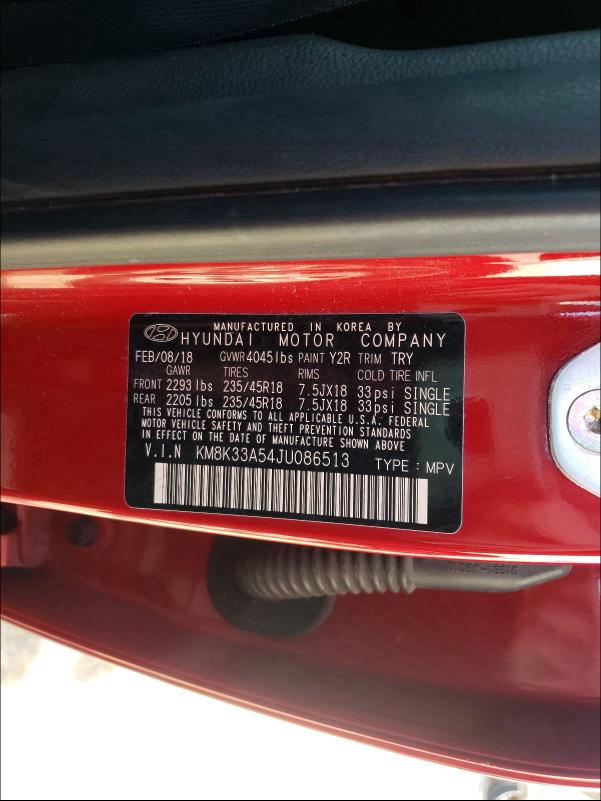 MANUFACTURED IN KOREA BY
HYUNDAI MOTOR COMPANY
FEB/08/18 GVWR 4045lbs PAINT Y2R TRIM TRY
GAWR TIRES RIMS COLD TIRE INFL
FRONT 2293 lbs 235/45R18 7.5JX18 33psi SINGLE
REAR 2205 lbs 235/45R18 7.5JX18 33psi SINGLE
THIS VEHICLE CONFORMS TO ALL APPLICABLE U.S.A. FEDERAL
MOTOR VEHICLE SAFETY AND THEFT PREVENTION STANDARDS
IN EFFECT ON THE DATE OF MANUFACTURE SHOWN ABOVE
V.I.N KM8K33A54JU086513 TYPE : MPV